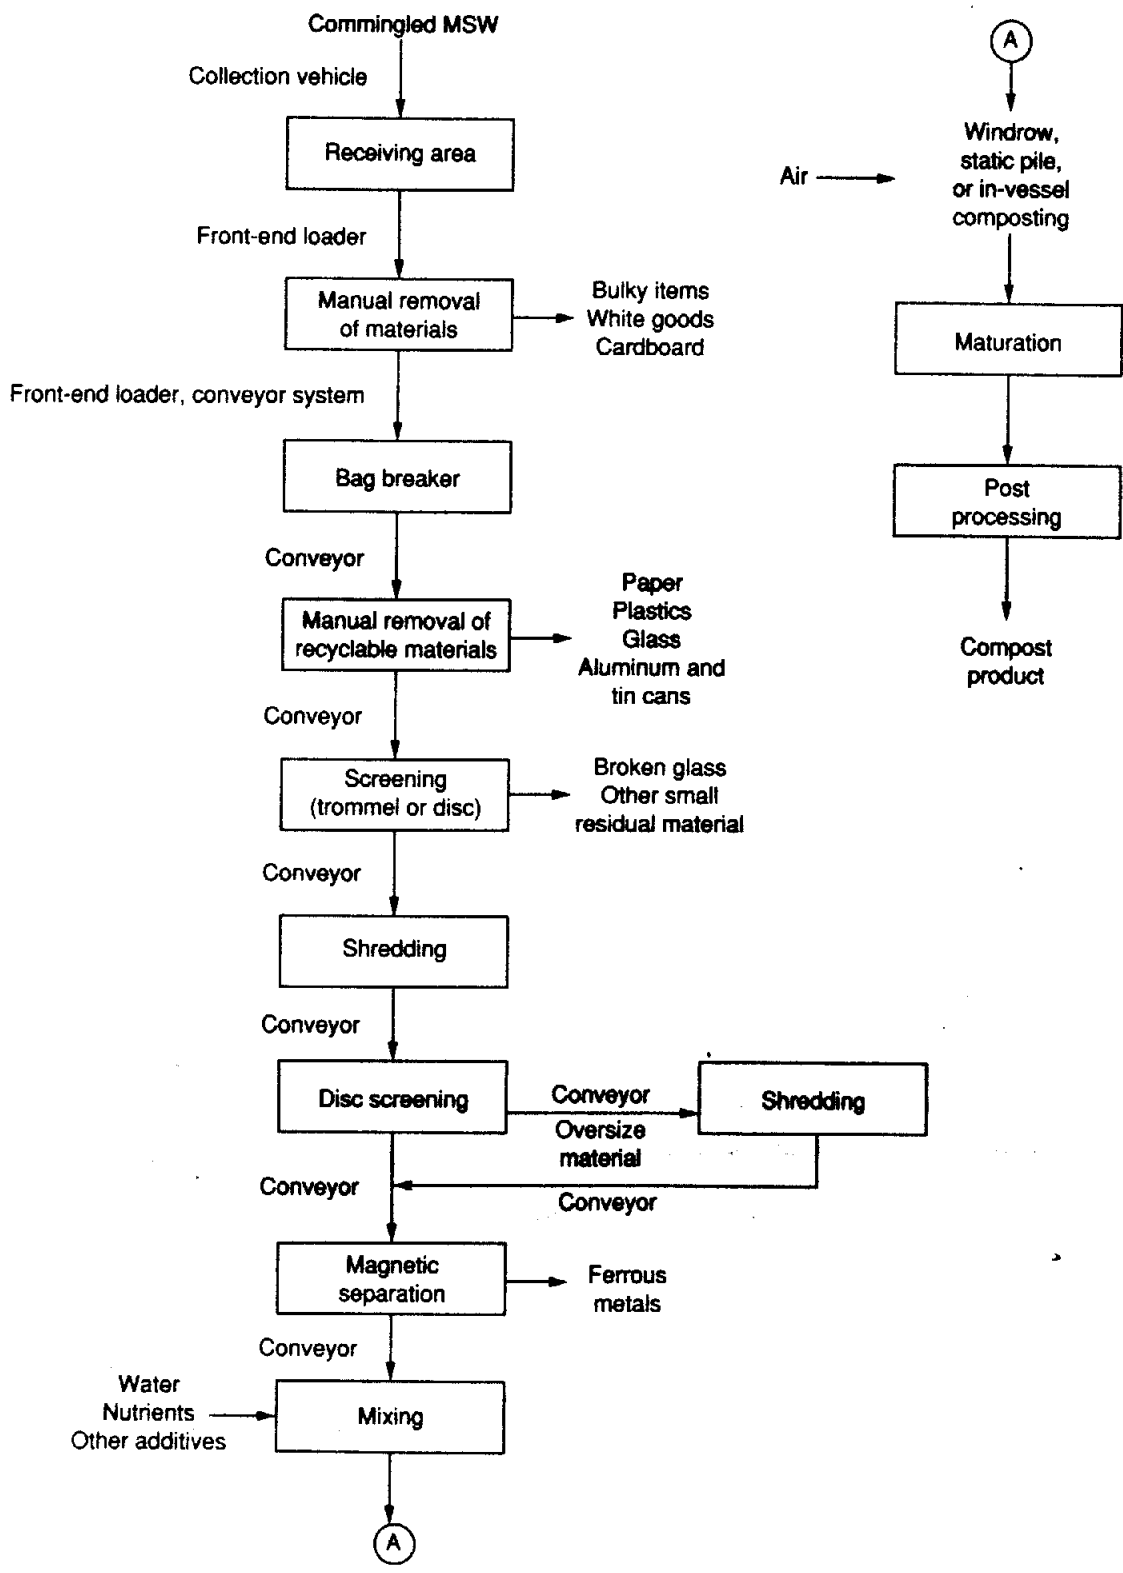 Commingled MSW
Collection vehicle
Receiving area
Front-end loader
Manual removal
of materials
Bulky items
White goods
Cardboard
Front-end loader, conveyor system
Bag breaker
Conveyor
Manual removal of
recyclable materials
Paper
Plastics
Glass
Aluminum and
tin cans
Conveyor
Screening
(trommel or disc)
Broken glass
Other small
residual material
Conveyor
Shredding
Conveyor
Disc screening
Conveyor
Oversize
material
Shredding
Conveyor
Conveyor
Magnetic
separation
Ferrous
metals
Conveyor
Water
Nutrients
Other additives
Mixing
A
A
Windrow,
static pile,
or in-vessel
composting
Air
Maturation
Post
processing
Compost
product